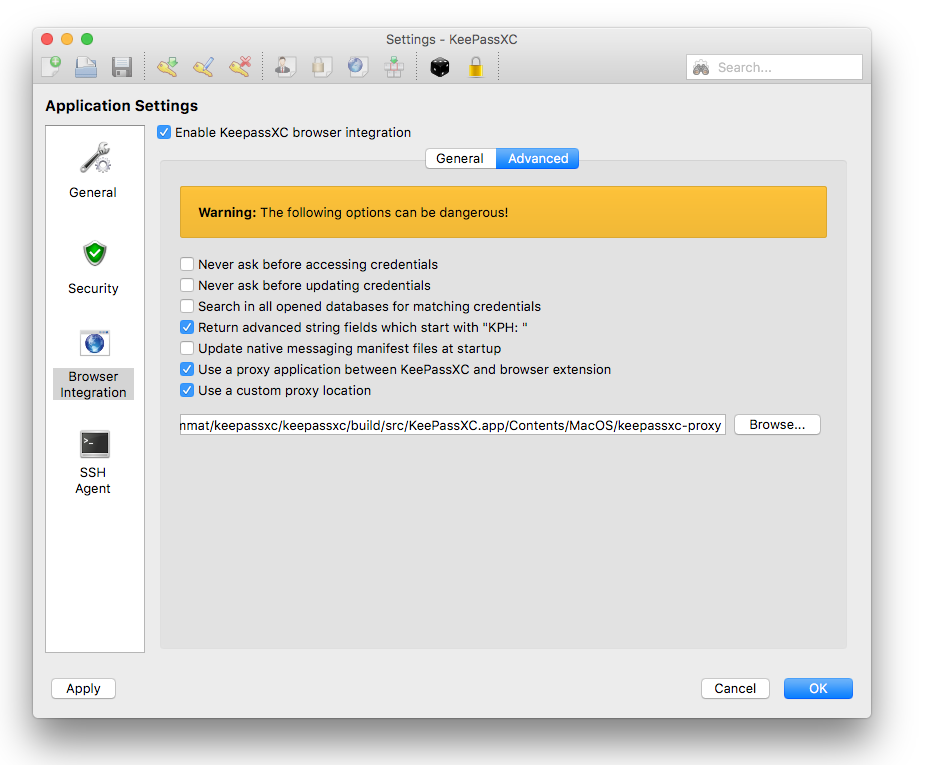 Settings - KeePassXC
Search...
Application Settings
General
Security
Browser
Integration
SSH
Agent
Enable KeepassXC browser integration
General
Advanced
Warning: The following options can be dangerous!
Never ask before accessing credentials
Never ask before updating credentials
Search in all opened databases for matching credentials
Return advanced string fields which start with "KPH: "
Update native messaging manifest files at startup
Use a proxy application between KeePassXC and browser extension
Use a custom proxy location
mat/keepassxc/keepassxc/build/src/KeePassXC.app/Contents/MacOS/keepassxc-proxy
Browse...
Apply
Cancel
OK